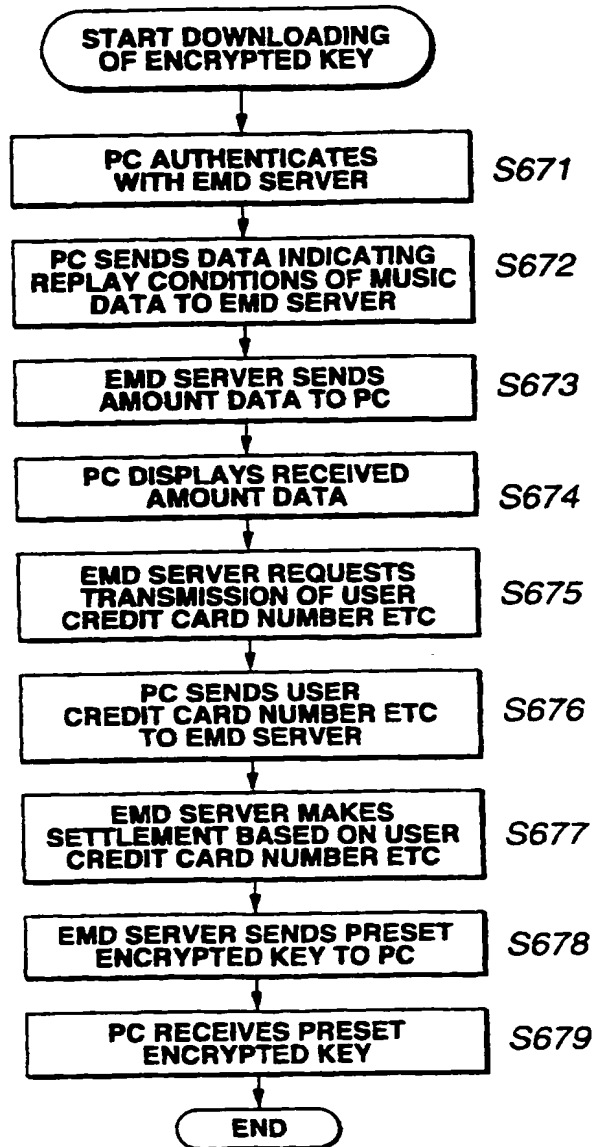 START DOWNLOADING
OF ENCRYPTED KEY
PC AUTHENTICATES
WITH EMD SERVER
S671
PC SENDS DATA INDICATING
REPLAY CONDITIONS OF MUSIC
DATA TO EMD SERVER
S672
EMD SERVER SENDS
AMOUNT DATA TO PC
S673
PC DISPLAYS RECEIVED
AMOUNT DATA
S674
EMD SERVER REQUESTS
TRANSMISSION OF USER
CREDIT CARD NUMBER ETC
S675
PC SENDS USER
CREDIT CARD NUMBER ETC
TO EMD SERVER
S676
EMD SERVER MAKES
SETTLEMENT BASED ON USER
CREDIT CARD NUMBER ETC
S677
EMD SERVER SENDS PRESET
ENCRYPTED KEY TO PC
S678
PC RECEIVES PRESET
ENCRYPTED KEY
S679
END